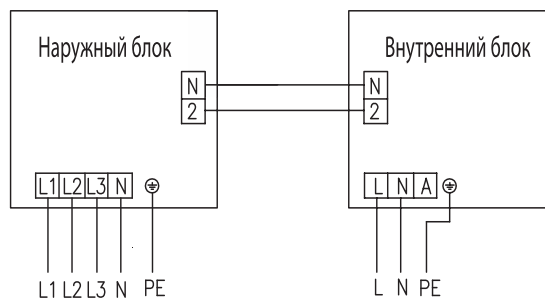 Наружный блок
Внутренний блок
N
N
2
2
L1 L2 L3 N
L N A
L1 L2 L3 N PE
L N PE